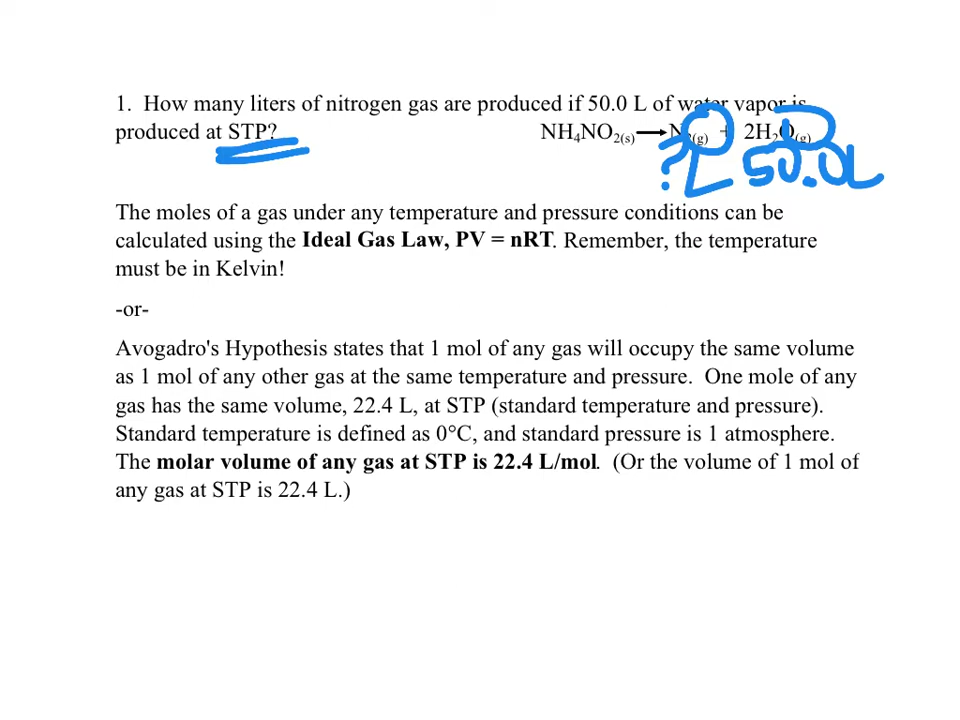 1. How many liters of nitrogen gas are produced if 50.0 L of water vapor is
produced at STP? NH4NO2(s) → N2(g) + 2H2O(g)
? L 50.0L
The moles of a gas under any temperature and pressure conditions can be
calculated using the Ideal Gas Law, PV = nRT. Remember, the temperature
must be in Kelvin!
-or-
Avogadro's Hypothesis states that 1 mol of any gas will occupy the same volume
as 1 mol of any other gas at the same temperature and pressure. One mole of any
gas has the same volume, 22.4 L, at STP (standard temperature and pressure).
Standard temperature is defined as 0°C, and standard pressure is 1 atmosphere.
The molar volume of any gas at STP is 22.4 L/mol. (Or the volume of 1 mol of
any gas at STP is 22.4 L.)